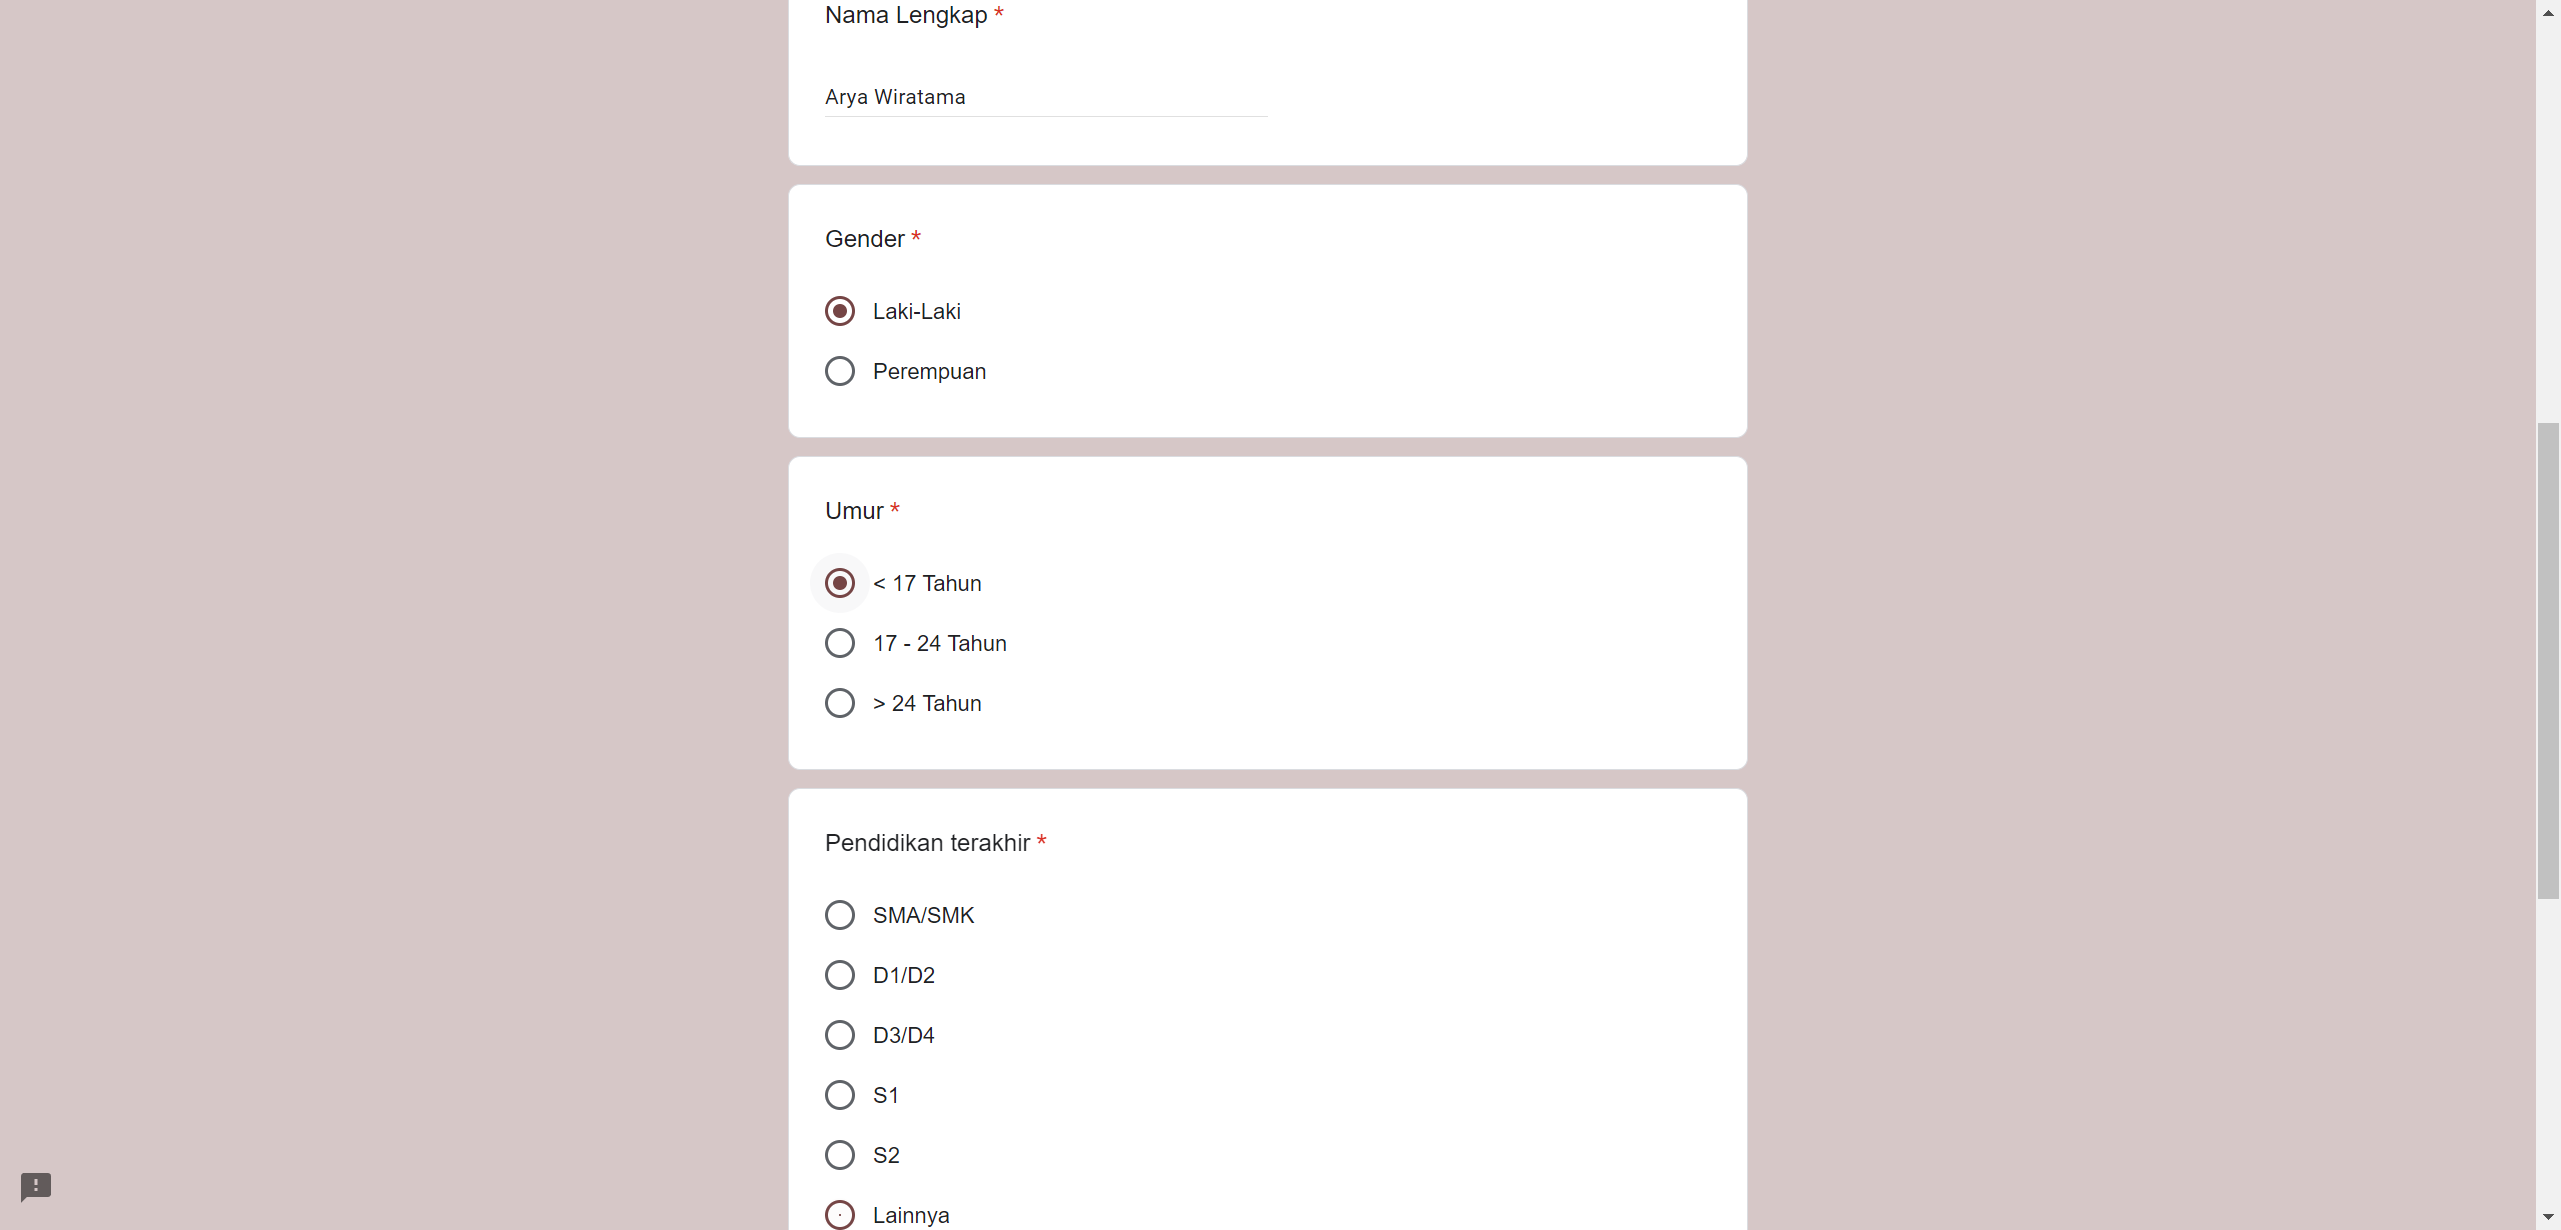 Nama Lengkap *
Arya Wiratama
Gender *
Laki-Laki
Perempuan
Umur *
< 17 Tahun
17 - 24 Tahun
> 24 Tahun
Pendidikan terakhir *
SMA/SMK
D1/D2
D3/D4
S1
S2
Lainnya